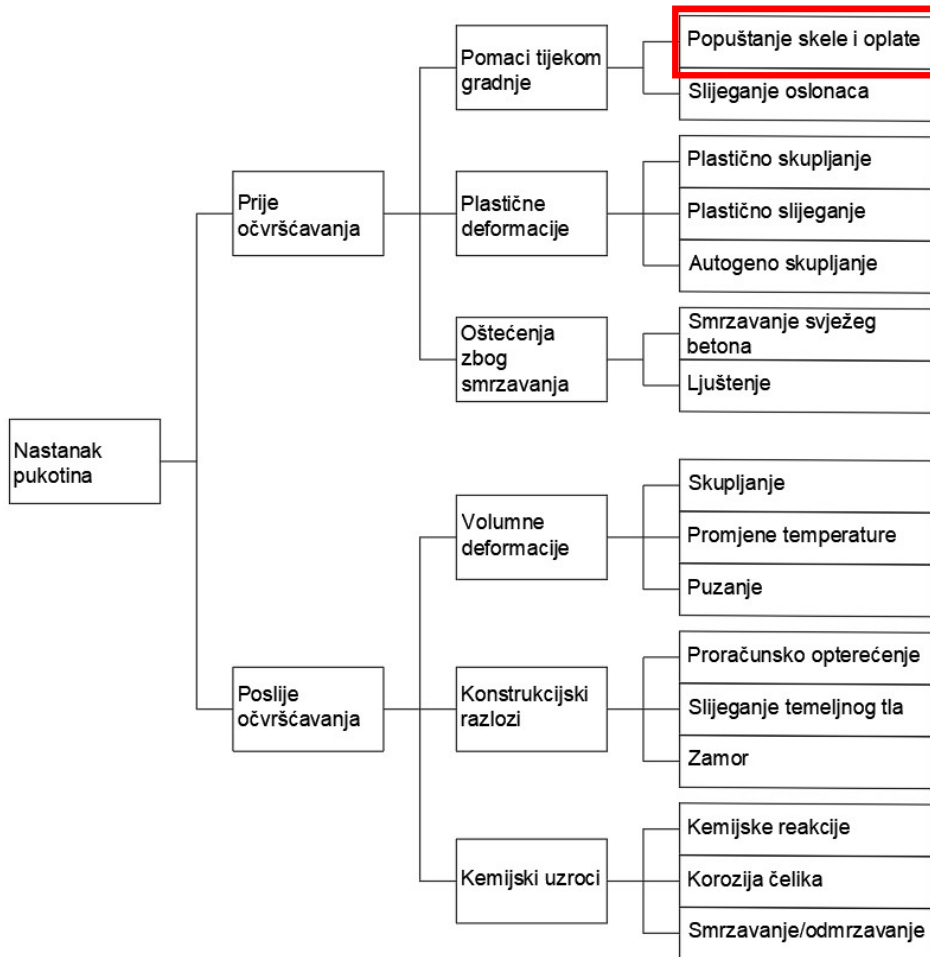 Popuštanje skele i oplate
Pomaci tijekom
gradnje
Slijeganje oslonaca
Plastično skupljanje
Prije
očvršćavanja
Plastične
deformacije
Plastično slijeganje
Autogeno skupljanje
Oštećenja
zbog
smrzavanja
Smrzavanje svježeg
betona
Ljuštenje
Nastanak
pukotina
Skupljanje
Volumne
deformacije
Promjene temperature
Puzanje
Proračunsko opterećenje
Poslije
očvršćavanja
Konstrukcijski
razlozi
Slijeganje temeljnog tla
Zamor
Kemijske reakcije
Kemijski uzroci
Korozija čelika
Smrzavanje/odmrzavanje